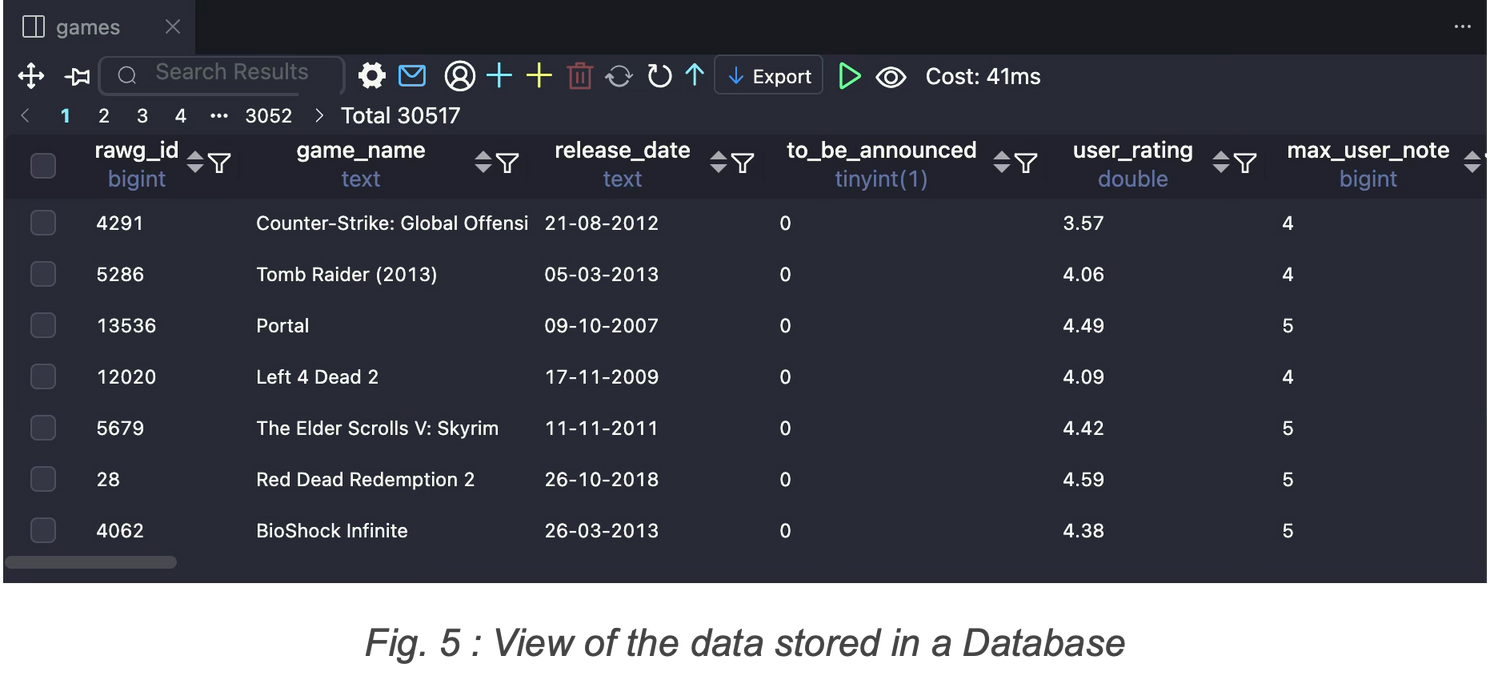 games
Search Results Export Cost: 41ms
1 2 3 4 ••• 3052 Total 30517
rawg_id game_name release_date to_be_announced user_rating max_user_note
bigint text text tinyint(1) double bigint
4291 Counter-Strike: Global Offensi 21-08-2012 0 3.57 4
5286 Tomb Raider (2013) 05-03-2013 0 4.06 4
13536 Portal 09-10-2007 0 4.49 5
12020 Left 4 Dead 2 17-11-2009 0 4.09 4
5679 The Elder Scrolls V: Skyrim 11-11-2011 0 4.42 5
28 Red Dead Redemption 2 26-10-2018 0 4.59 5
4062 BioShock Infinite 26-03-2013 0 4.38 5
Fig. 5 : View of the data stored in a Database